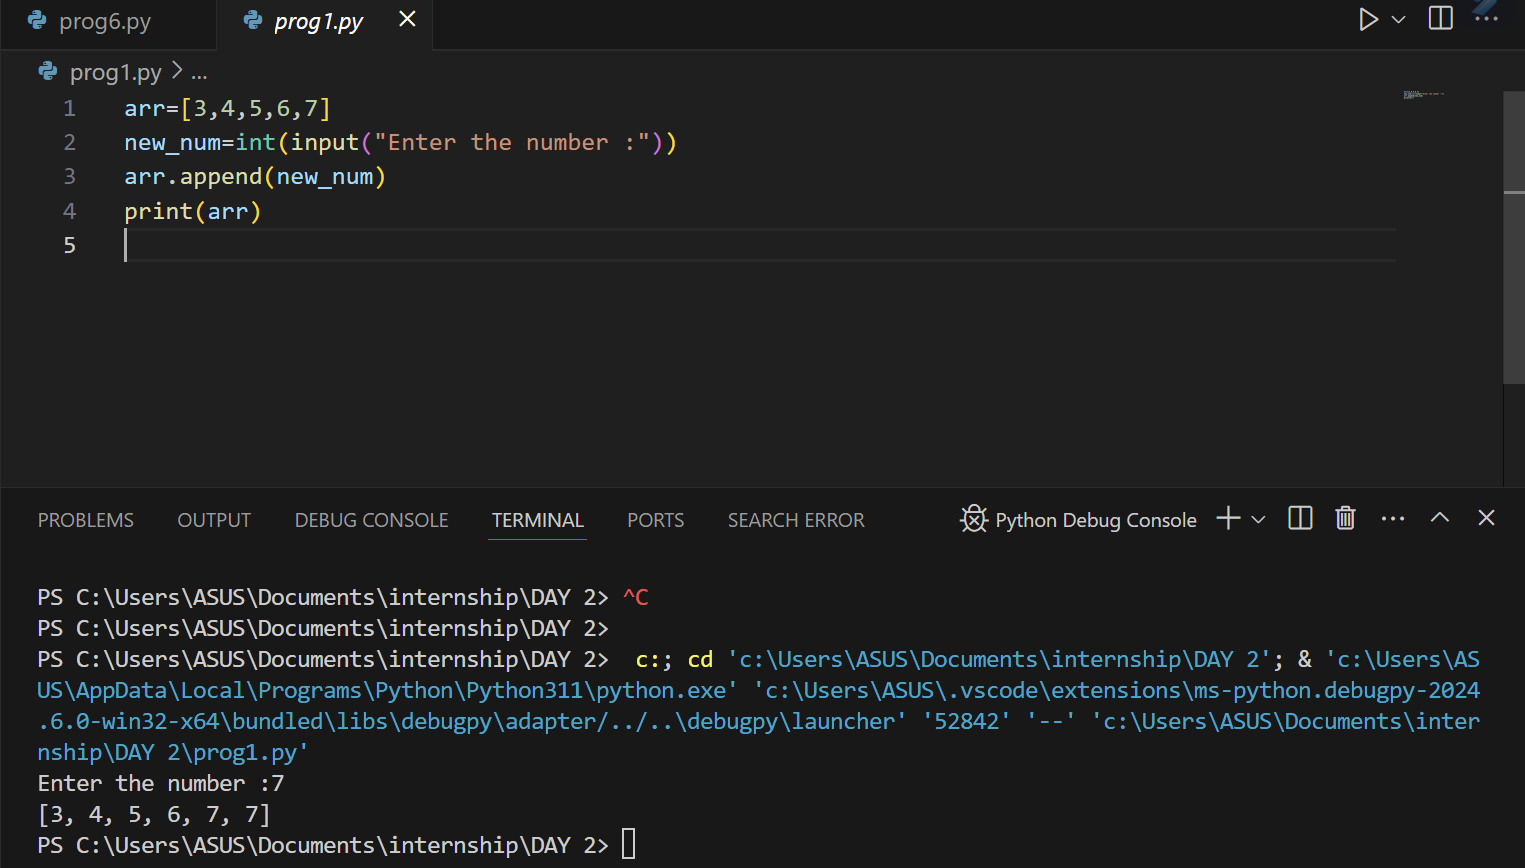 prog6.py prog1.py
prog1.py > ...
1 arr=[3,4,5,6,7]
2 new_num=int(input("Enter the number :"))
3 arr.append(new_num)
4 print(arr)
5
PROBLEMS OUTPUT DEBUG CONSOLE TERMINAL PORTS SEARCH ERROR Python Debug Console
PS C:\Users\ASUS\Documents\internship\DAY 2> ^C
PS C:\Users\ASUS\Documents\internship\DAY 2>
PS C:\Users\ASUS\Documents\internship\DAY 2>  c:; cd 'c:\Users\ASUS\Documents\internship\DAY 2'; & 'c:\Users\AS
US\AppData\Local\Programs\Python\Python311\python.exe' 'c:\Users\ASUS\.vscode\extensions\ms-python.debugpy-2024
.6.0-win32-x64\bundled\libs\debugpy\adapter/../..\debugpy\launcher' '52842' '--' 'c:\Users\ASUS\Documents\inter
nship\DAY 2\prog1.py'
Enter the number :7
[3, 4, 5, 6, 7, 7]
PS C:\Users\ASUS\Documents\internship\DAY 2>